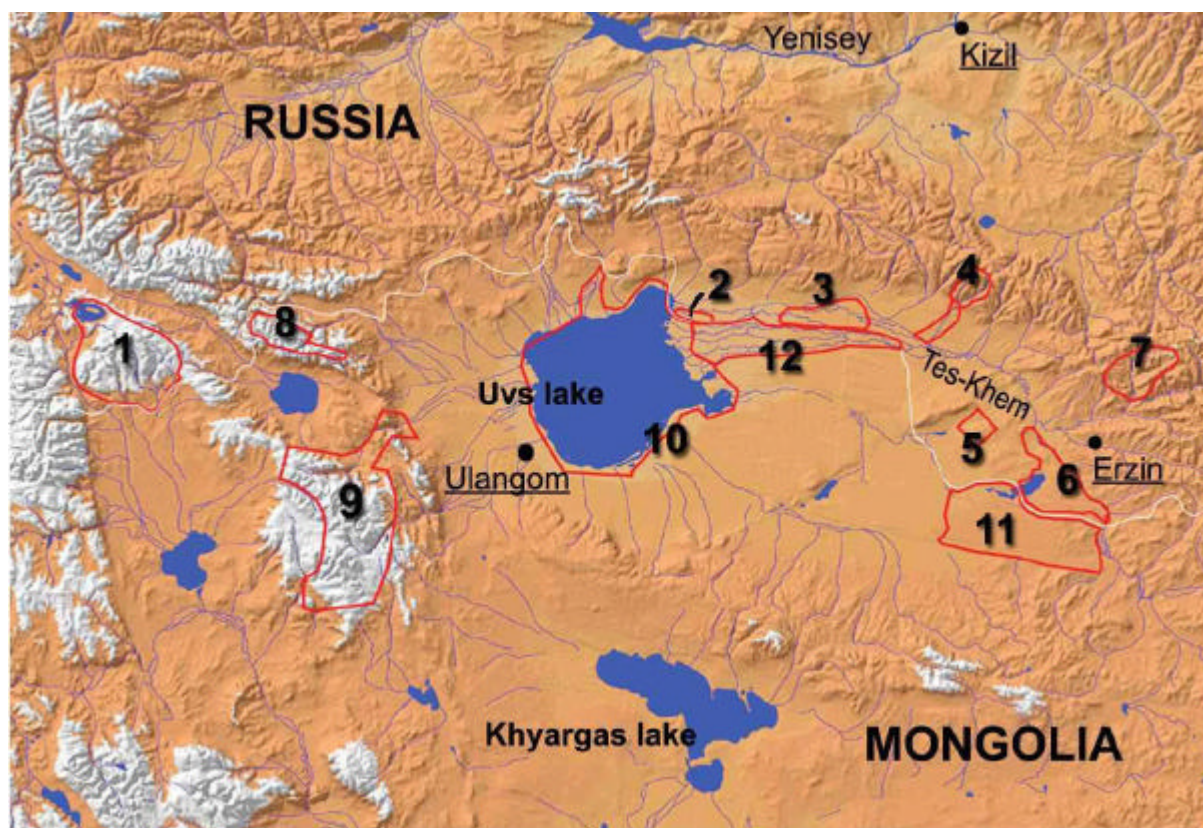 Yenisey
Kizil
RUSSIA
4
2
3
8
1
7
12
Tes-Khem
Uvs lake
10
5
Ulangom
Erzin
6
9
11
Khyargas lake
MONGOLIA